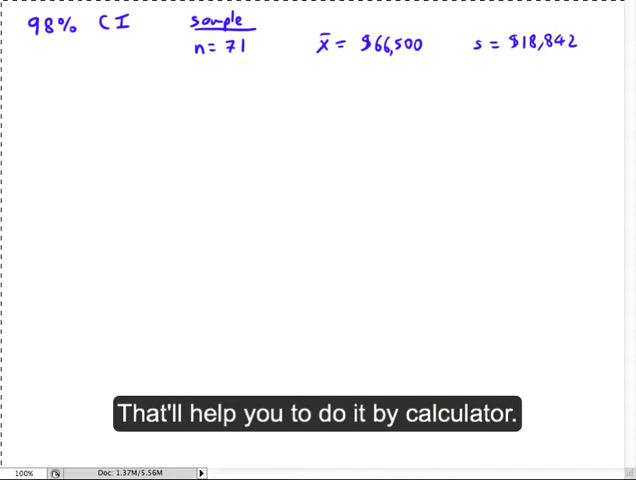 98% CI sample
n = 71 x̄ = $66,500 s = $18,842
That'll help you to do it by calculator.
100% Doc: 1.37M/5.56M